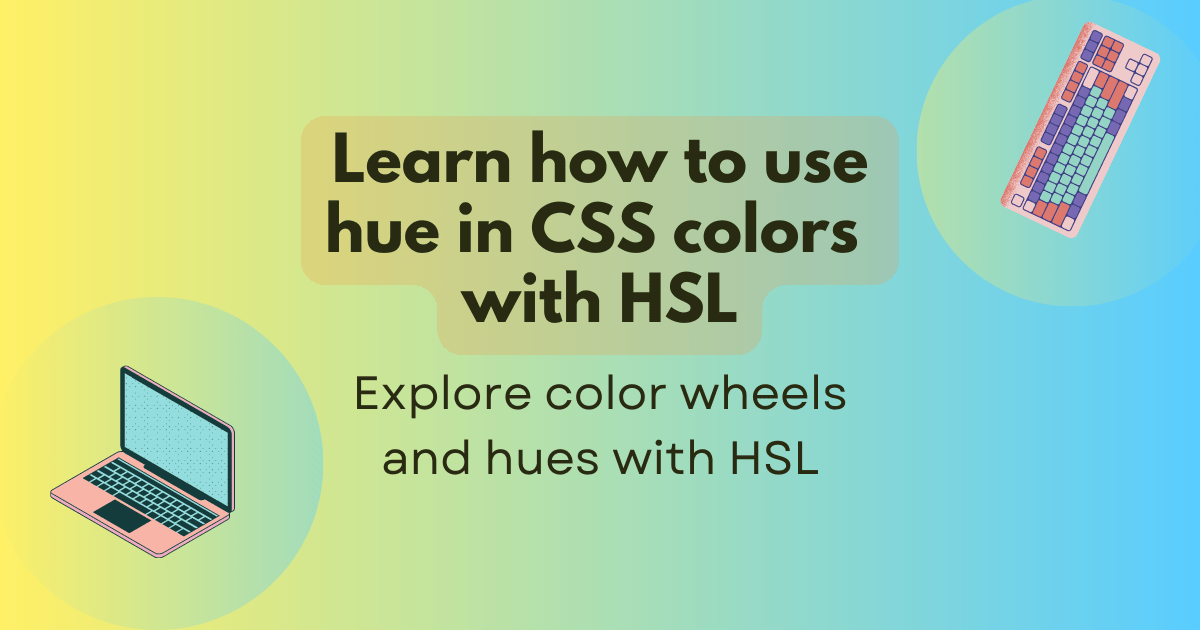 Learn how to use
hue in CSS colors
with HSL
Explore color wheels
and hues with HSL